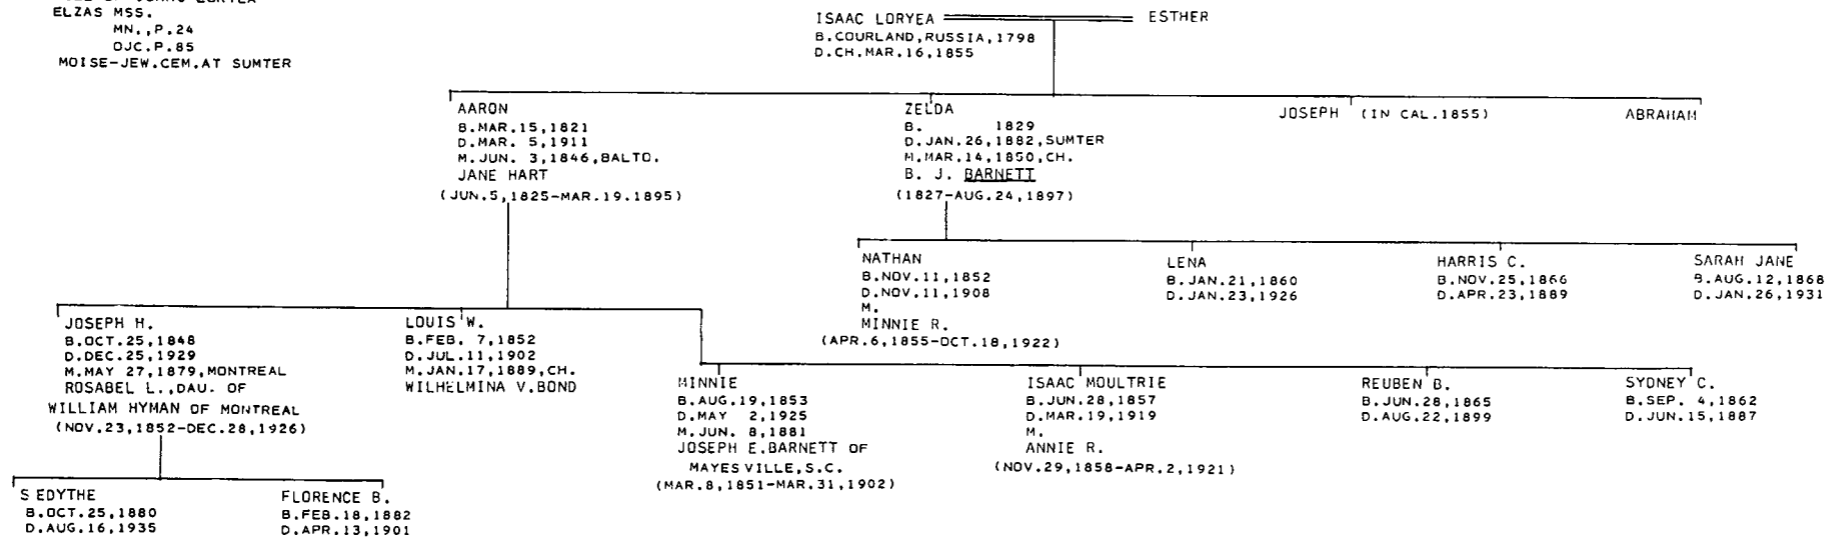 ELZAS MSS.
MN.,P.24
OJC.P.85
MOISE-JEW.CEM.AT SUMTER
ISAAC LORYEA
B.COURLAND,RUSSIA,1798
D.CH.MAR.16,1855
ESTHER
AARON
B.MAR.15,1821
D.MAR. 5,1911
M.JUN. 3,1846,BALTO.
JANE HART
(JUN.5,1825-MAR.19.1895)
ZELDA
B. 1829
D.JAN.26,1882,SUMTER
M.MAR.14,1850,CH.
B. J. BARNETT
(1827-AUG.24,1897)
JOSEPH (IN CAL.1855)
ABRAHAM
NATHAN
B.NOV.11,1852
D.NOV.11,1908
M.
MINNIE R.
(APR.6,1855-OCT.18,1922)
LENA
B.JAN.21,1860
D.JAN.23,1926
HARRIS C.
B.NOV.25,1866
D.APR.23,1889
SARAH JANE
B.AUG.12,1868
D.JAN.26,1931
JOSEPH H.
B.OCT.25,1848
D.DEC.25,1929
M.MAY 27,1879,MONTREAL
ROSABEL L.,DAU. OF
WILLIAM HYMAN OF MONTREAL
(NOV.23,1852-DEC.28,1926)
LOUIS W.
B.FEB. 7,1852
D.JUL.11,1902
M.JAN.17,1889,CH.
WILHELMINA V.BOND
MINNIE
B.AUG.19,1853
D.MAY 2,1925
M.JUN. 8,1881
JOSEPH E.BARNETT OF
MAYESVILLE,S.C.
(MAR.8,1851-MAR.31,1902)
ISAAC MOULTRIE
B.JUN.28,1857
D.MAR.19,1919
M.
ANNIE R.
(NOV.29,1858-APR.2,1921)
REUBEN B.
B.JUN.28,1865
D.AUG.22,1899
SYDNEY C.
B.SEP. 4,1862
D.JUN.15,1887
S EDYTHE
B.OCT.25,1880
D.AUG.16,1935
FLORENCE B.
B.FEB.18,1882
D.APR.13,1901